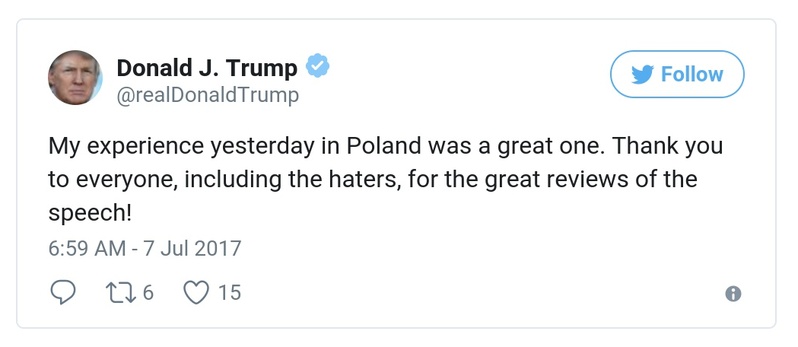 Donald J. Trump
Follow
@realDonaldTrump
My experience yesterday in Poland was a great one. Thank you
to everyone, including the haters, for the great reviews of the
speech!
6:59 AM - 7 Jul 2017
6 15